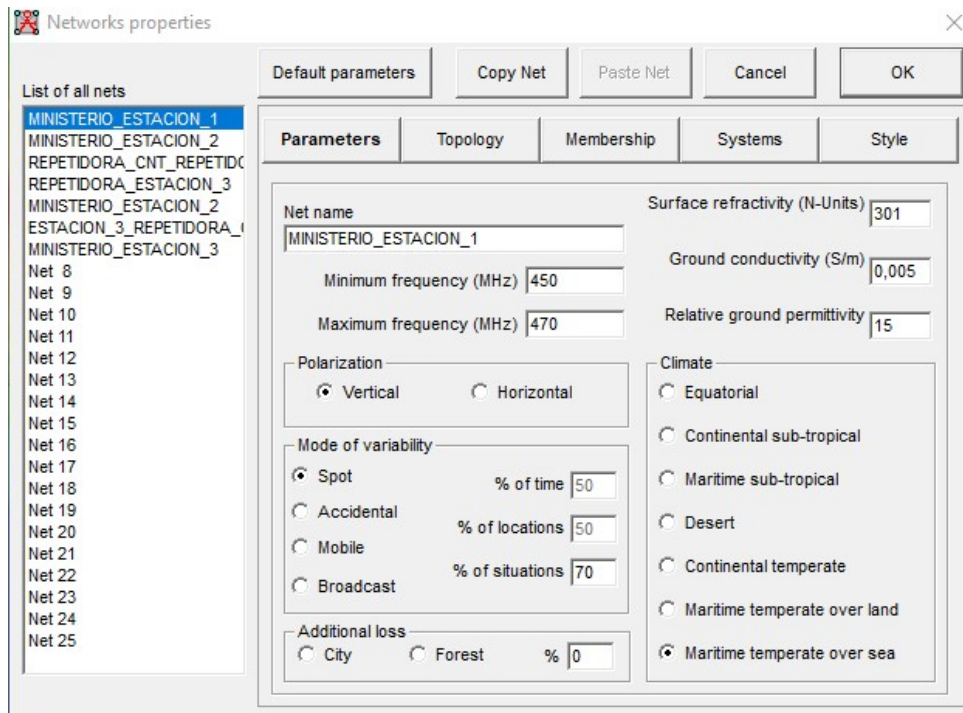 Networks properties
Default parameters
Copy Net
Paste Net
Cancel
OK
List of all nets
MINISTERIO_ESTACION_1
MINISTERIO_ESTACION_2
REPETIDORA_CNT_REPETIDO
REPETIDORA_ESTACION_3
MINISTERIO_ESTACION_2
ESTACION_3_REPETIDORA_
MINISTERIO_ESTACION_3
Net 8
Net 9
Net 10
Net 11
Net 12
Net 13
Net 14
Net 15
Net 16
Net 17
Net 18
Net 19
Net 20
Net 21
Net 22
Net 23
Net 24
Net 25
Parameters
Topology
Membership
Systems
Style
Net name
MINISTERIO_ESTACION_1
Minimum frequency (MHz) 450
Maximum frequency (MHz) 470
Surface refractivity (N-Units) 301
Ground conductivity (S/m) 0,005
Relative ground permittivity 15
Polarization
Vertical
Horizontal
Mode of variability
Spot
Accidental
Mobile
Broadcast
% of time 50
% of locations 50
% of situations 70
Additional loss
City
Forest
% 0
Climate
Equatorial
Continental sub-tropical
Maritime sub-tropical
Desert
Continental temperate
Maritime temperate over land
Maritime temperate over sea